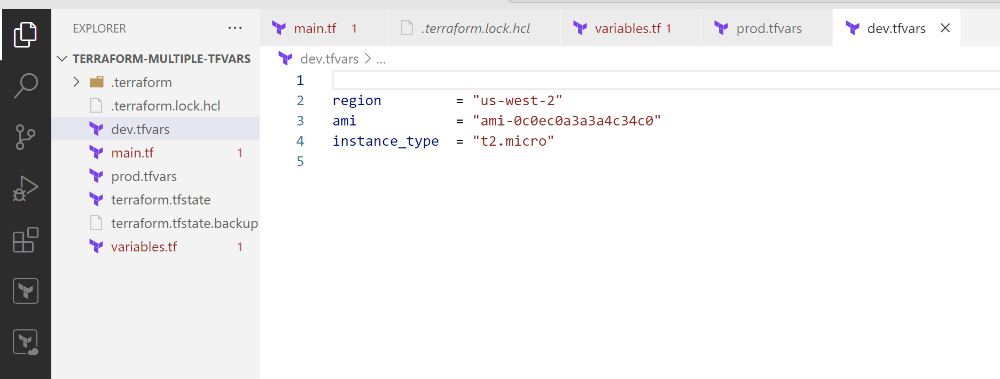 EXPLORER ...
TERRAFORM-MULTIPLE-TFVARS
.terraform
.terraform.lock.hcl
dev.tfvars
main.tf 1
prod.tfvars
terraform.tfstate
terraform.tfstate.backup
variables.tf 1
main.tf 1 .terraform.lock.hcl variables.tf 1 prod.tfvars dev.tfvars
dev.tfvars > ...
1
2 region = "us-west-2"
3 ami = "ami-0c0ec0a3a3a4c34c0"
4 instance_type = "t2.micro"
5